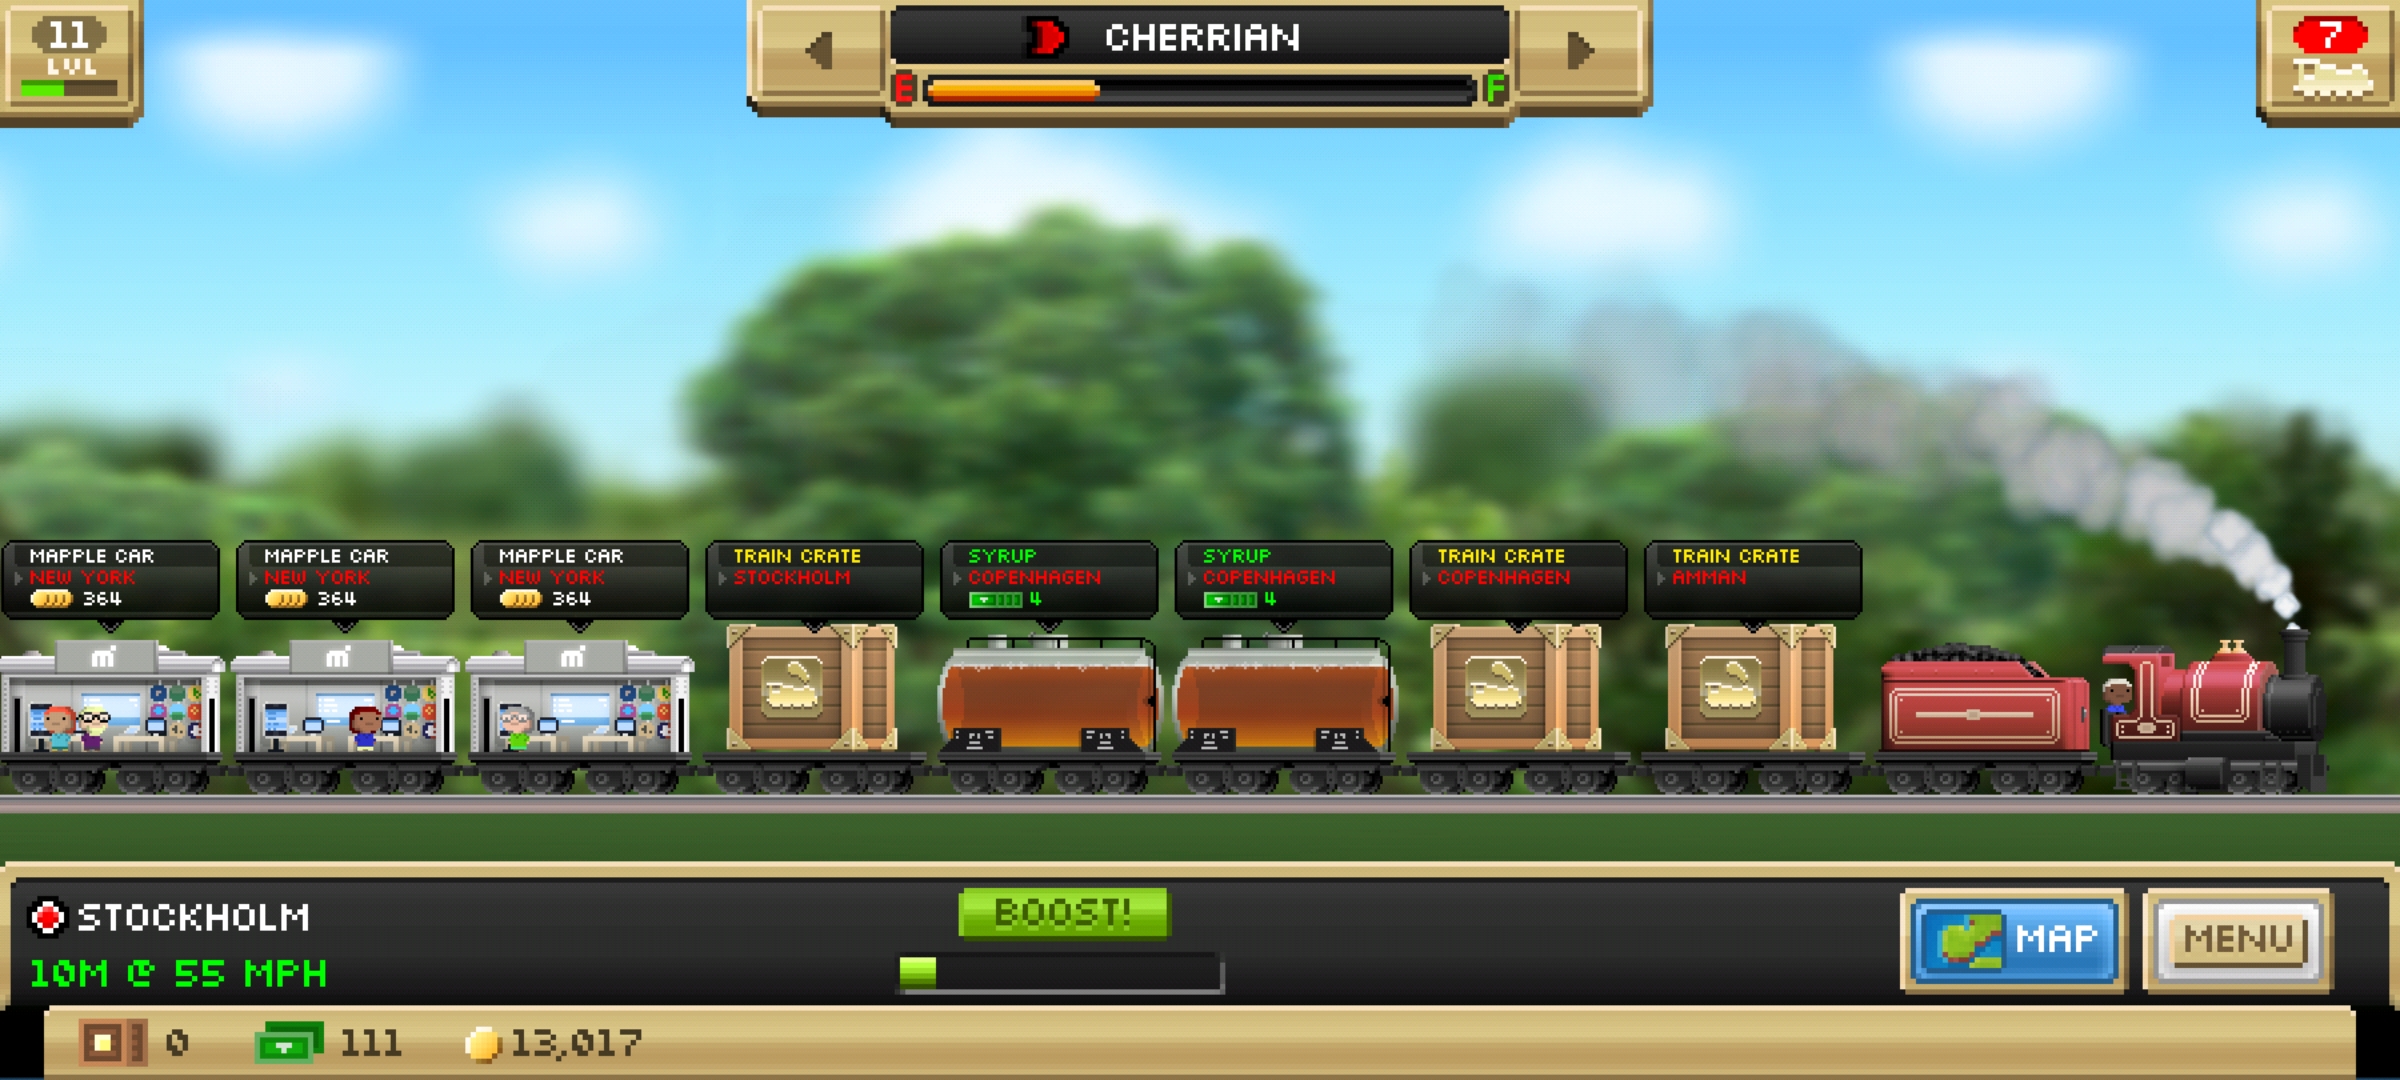 11
LVL
CHERRIAN
E F
7
MAPPLE CAR
NEW YORK
364
MAPPLE CAR
NEW YORK
364
MAPPLE CAR
NEW YORK
364
TRAIN CRATE
STOCKHOLM
SYRUP
COPENHAGEN
4
SYRUP
COPENHAGEN
4
TRAIN CRATE
COPENHAGEN
TRAIN CRATE
AMMAN
m
m
m
STOCKHOLM
10M @ 55 MPH
BOOST!
MAP
MENU
0
111
13,017